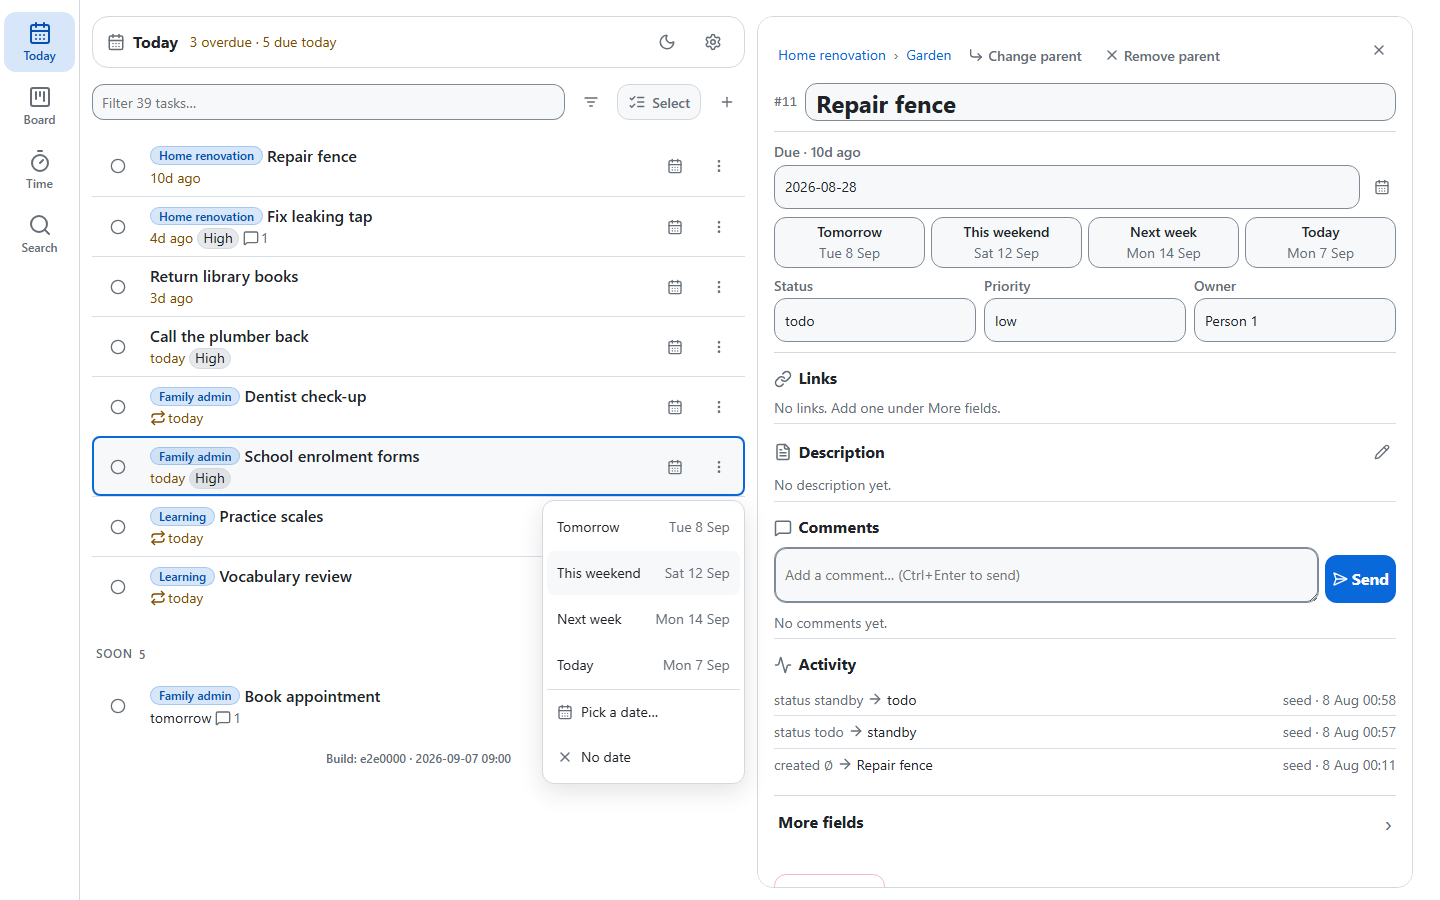 Today
Board
Time
Search
Today 3 overdue · 5 due today
Filter 39 tasks...
Select
Home renovation Repair fence
10d ago
Home renovation Fix leaking tap
4d ago High 1
Return library books
3d ago
Call the plumber back
today High
Family admin Dentist check-up
today
Family admin School enrolment forms
today High
Learning Practice scales
today
Learning Vocabulary review
today
SOON 5
Family admin Book appointment
tomorrow 1
Build: e2e0000 · 2026-09-07 09:00
Tomorrow Tue 8 Sep
This weekend Sat 12 Sep
Next week Mon 14 Sep
Today Mon 7 Sep
Pick a date...
No date
Home renovation › Garden Change parent Remove parent
#11 Repair fence
Due · 10d ago
2026-08-28
Tomorrow This weekend Next week Today
Tue 8 Sep Sat 12 Sep Mon 14 Sep Mon 7 Sep
Status Priority Owner
todo low Person 1
Links
No links. Add one under More fields.
Description
No description yet.
Comments
Add a comment... (Ctrl+Enter to send)
Send
No comments yet.
Activity
status standby → todo seed · 8 Aug 00:58
status todo → standby seed · 8 Aug 00:57
created ∅ → Repair fence seed · 8 Aug 00:11
More fields